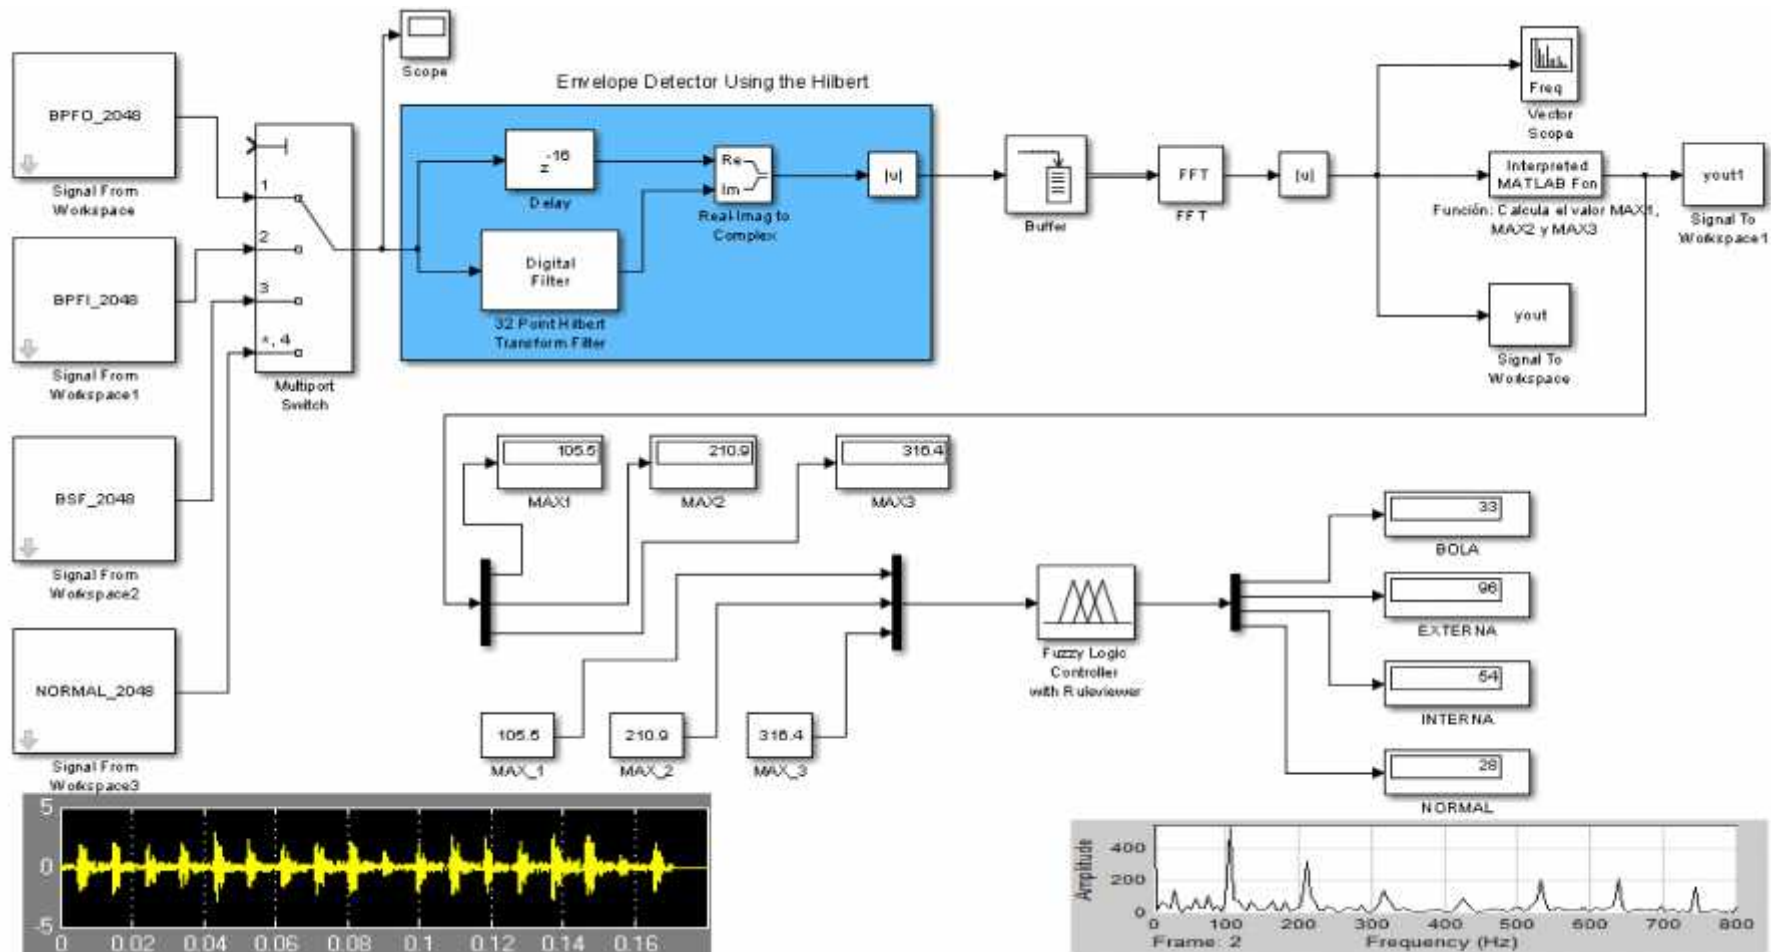 Scope
Envelope Detector Using the Hilbert
BPFO_2048
Signal From
Workspace
BPFI_2048
Signal From
Workspace1
BSF_2048
Signal From
Workspace2
NORMAL_2048
Signal From
Workspace3
1
2
3
*, 4
Multiport
Switch
z
-16
Delay
Digital
Filter
32 Point Hilbert
Transform Filter
Re
Im
Real-Imag to
Complex
|u|
Buffer
FFT
FFT
|u|
Freq
Vector
Scope
Interpreted
MATLAB Fcn
Función: Calcula el valor MAX1,
MAX2 y MAX3
yout1
Signal To
Workspace1
yout
Signal To
Workspace
105.5
MAX1
210.9
MAX2
316.4
MAX3
105.5
MAX_1
210.9
MAX_2
316.4
MAX_3
Fuzzy Logic
Controller
with Ruleviewer
33
BOLA
96
EXTERNA
54
INTERNA
28
NORMAL
5
0
-5
0 0.02 0.04 0.06 0.08 0.1 0.12 0.14 0.16
Amplitude
400
200
0
0 100 200 300 400 500 600 700 800
Frame: 2 Frequency (Hz)